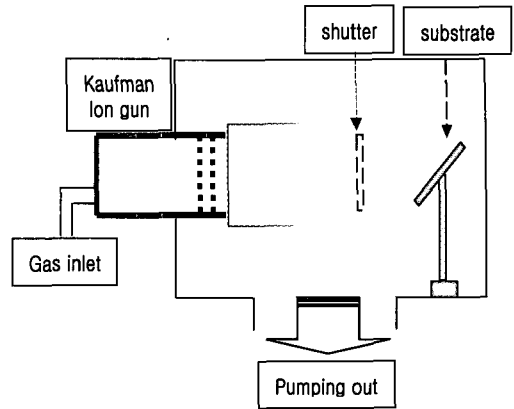 shutter
substrate
Kaufman
Ion gun
Gas inlet
Pumping out